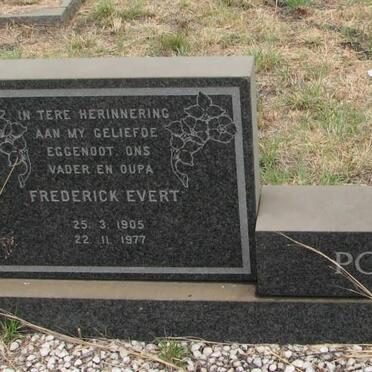 IN TERE HERINNERING
AAN MY GELIEFDE
EGGENOOT, ONS
VADER EN OUPA
FREDERICK EVERT
25. 3. 1905
22. 11. 1977